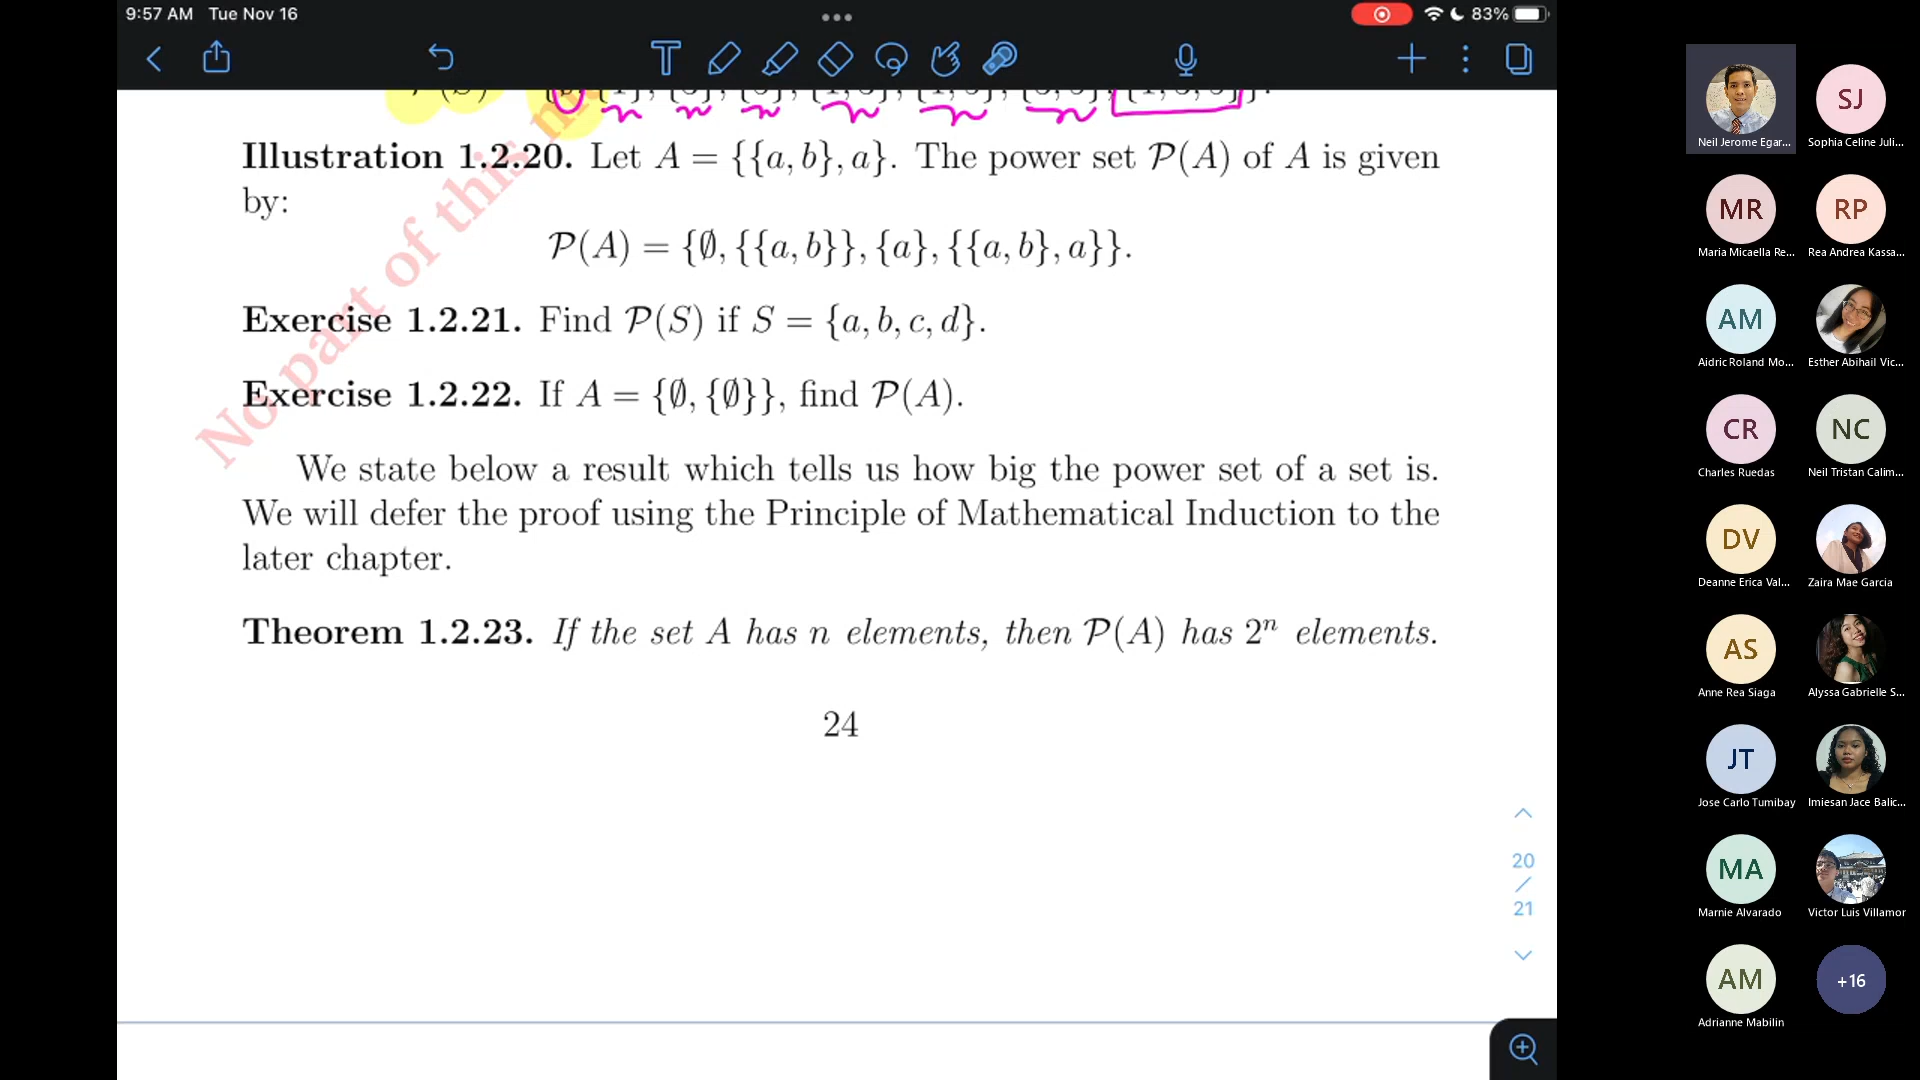 9:57 AM Tue Nov 16
83%
Illustration 1.2.20. Let A = {{a, b}, a}. The power set 𝒫(A) of A is given
by:
𝒫(A) = {∅, {{a, b}}, {a}, {{a, b}, a}}.
Exercise 1.2.21. Find 𝒫(S) if S = {a, b, c, d}.
Exercise 1.2.22. If A = {∅, {∅}}, find 𝒫(A).
We state below a result which tells us how big the power set of a set is.
We will defer the proof using the Principle of Mathematical Induction to the
later chapter.
Theorem 1.2.23. If the set A has n elements, then 𝒫(A) has 2ⁿ elements.
24
No part of this
20
/
21
Neil Jerome Egar...
SJ
Sophia Celine Juli...
MR
Maria Micaella Re...
RP
Rea Andrea Kassa...
AM
Aidric Roland Mo...
Esther Abihail Vic...
CR
Charles Ruedas
NC
Neil Tristan Calim...
DV
Deanne Erica Val...
Zaira Mae Garcia
AS
Anne Rea Siaga
Alyssa Gabrielle S...
JT
Jose Carlo Tumibay
Imiesan Jace Balic...
MA
Marnie Alvarado
Victor Luis Villamor
AM
Adrianne Mabilin
+16